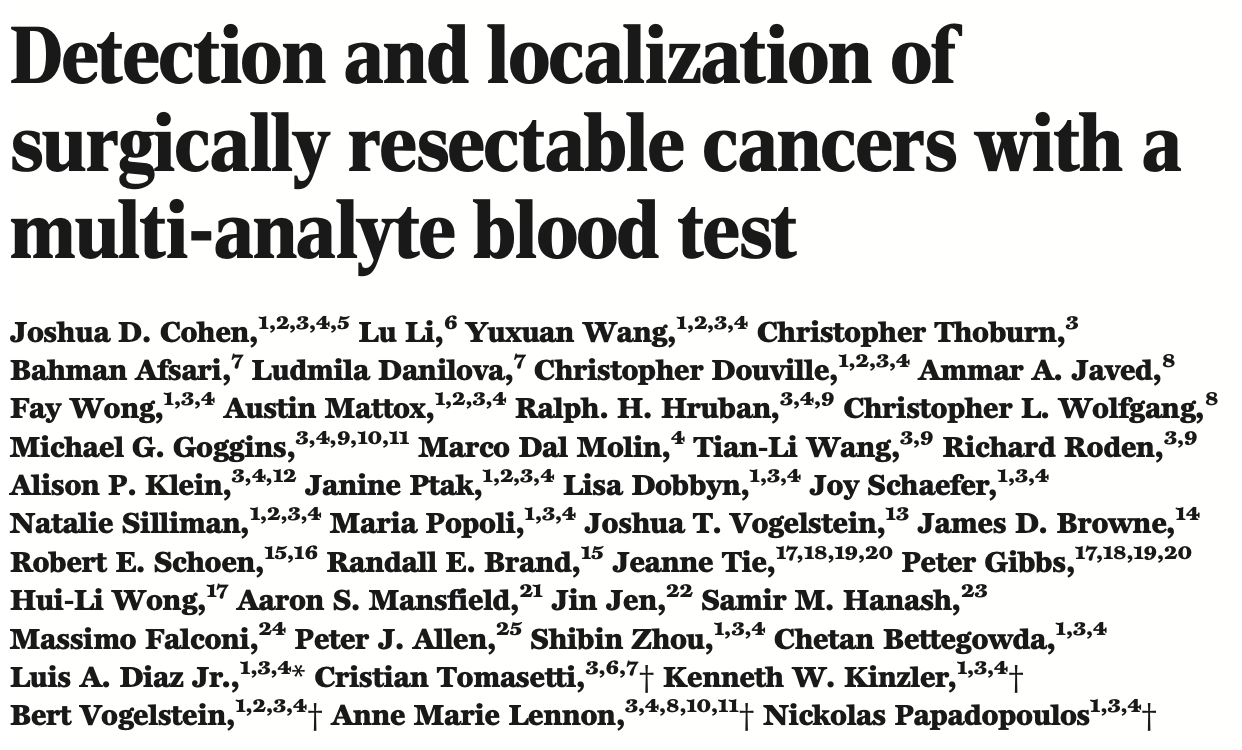 Detection and localization of
surgically resectable cancers with a
multi-analyte blood test
Joshua D. Cohen,1,2,3,4,5 Lu Li,6 Yuxuan Wang,1,2,3,4 Christopher Thoburn,3
Bahman Afsari,7 Ludmila Danilova,7 Christopher Douville,1,2,3,4 Ammar A. Javed,8
Fay Wong,1,3,4 Austin Mattox,1,2,3,4 Ralph. H. Hruban,3,4,9 Christopher L. Wolfgang,8
Michael G. Goggins,3,4,9,10,11 Marco Dal Molin,4 Tian-Li Wang,3,9 Richard Roden,3,9
Alison P. Klein,3,4,12 Janine Ptak,1,2,3,4 Lisa Dobbyn,1,3,4 Joy Schaefer,1,3,4
Natalie Silliman,1,2,3,4 Maria Popoli,1,3,4 Joshua T. Vogelstein,13 James D. Browne,14
Robert E. Schoen,15,16 Randall E. Brand,15 Jeanne Tie,17,18,19,20 Peter Gibbs,17,18,19,20
Hui-Li Wong,17 Aaron S. Mansfield,21 Jin Jen,22 Samir M. Hanash,23
Massimo Falconi,24 Peter J. Allen,25 Shibin Zhou,1,3,4 Chetan Bettegowda,1,3,4
Luis A. Diaz Jr.,1,3,4* Cristian Tomasetti,3,6,7† Kenneth W. Kinzler,1,3,4†
Bert Vogelstein,1,2,3,4† Anne Marie Lennon,3,4,8,10,11† Nickolas Papadopoulos1,3,4†